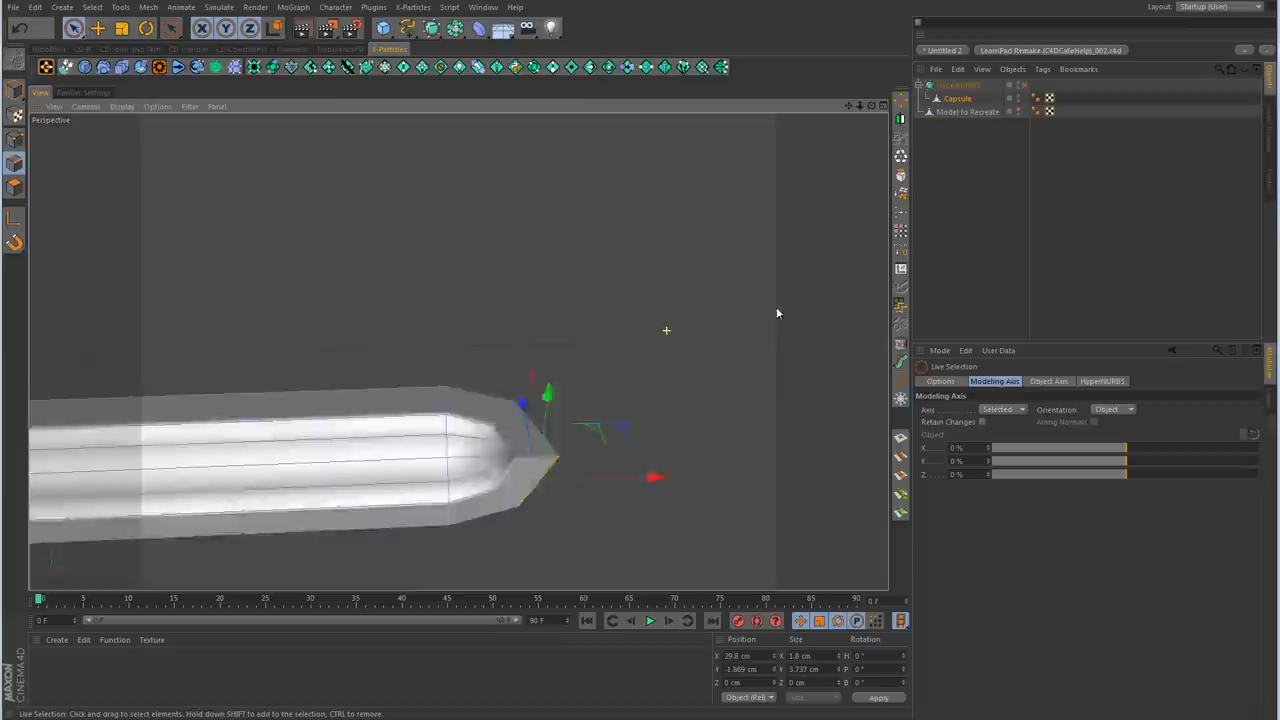 File Edit Create Select Tools Mesh Animate Simulate Render MoGraph Character Plugins X-Particles Script Window Help
Layout: Startup (User)
X-Particles
* Untitled 2 LearnPad Remake (C4DCafeHelp)_002.c4d
File Edit View Objects Tags Bookmarks
View Render Settings
View Cameras Display Options Filter Panel
Capsule
Model to Recreate
Perspective
Mode Edit User Data
Live Selection
Options Modeling Axis Object Axis HyperNURBS
Modeling Axis
Axis Selected Orientation. Object
Retain Changes Along Normals
Object
X. 0 %
Y. 0 %
Z. 0 %
0 5 10 15 20 25 30 35 40 45 50 55 60 65 70 75 80 85 90 0 F
0 F 0 F 90 F
Create Edit Function Texture
Position Size Rotation
X 29.8 cm X 1.8 cm H 0 °
Y -1.869 cm Y 3.737 cm P 0 °
Z 0 cm Z 0 cm B 0 °
Object (Rel) Apply
MAXON CINEMA 4D
Live Selection: Click and drag to select elements. Hold down SHIFT to add to the selection, CTRL to remove.